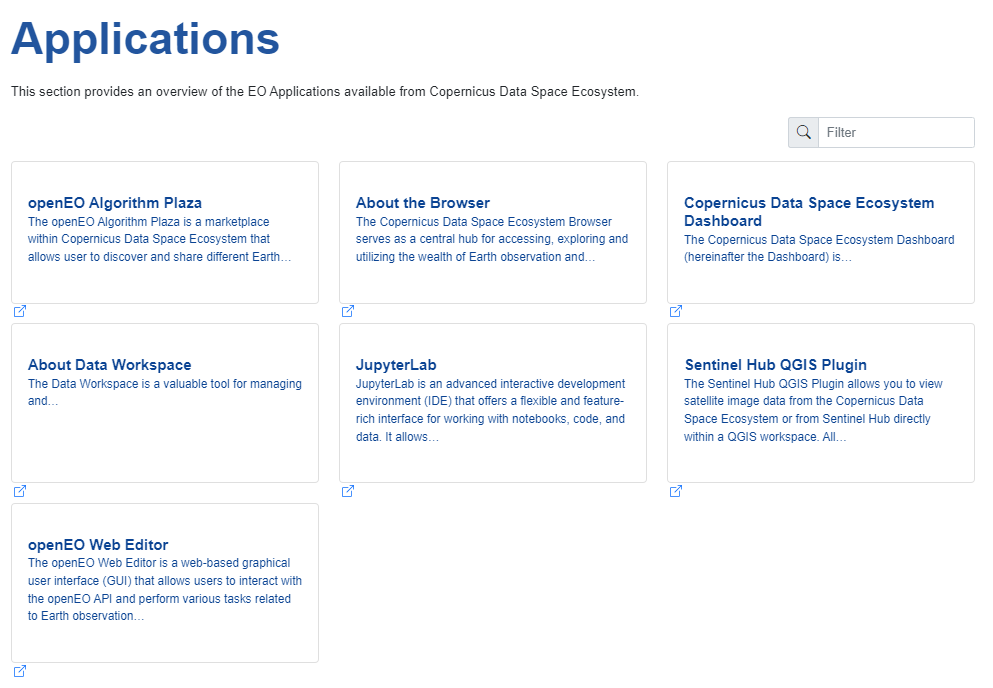 Applications
This section provides an overview of the EO Applications available from Copernicus Data Space Ecosystem.
Filter
openEO Algorithm Plaza
The openEO Algorithm Plaza is a marketplace
within Copernicus Data Space Ecosystem that
allows user to discover and share different Earth…
About the Browser
The Copernicus Data Space Ecosystem Browser
serves as a central hub for accessing, exploring and
utilizing the wealth of Earth observation and…
Copernicus Data Space Ecosystem
Dashboard
The Copernicus Data Space Ecosystem Dashboard
(hereinafter the Dashboard) is…
About Data Workspace
The Data Workspace is a valuable tool for managing
and…
JupyterLab
JupyterLab is an advanced interactive development
environment (IDE) that offers a flexible and feature-
rich interface for working with notebooks, code, and
data. It allows…
Sentinel Hub QGIS Plugin
The Sentinel Hub QGIS Plugin allows you to view
satellite image data from the Copernicus Data
Space Ecosystem or from Sentinel Hub directly
within a QGIS workspace. All…
openEO Web Editor
The openEO Web Editor is a web-based graphical
user interface (GUI) that allows users to interact with
the openEO API and perform various tasks related
to Earth observation…